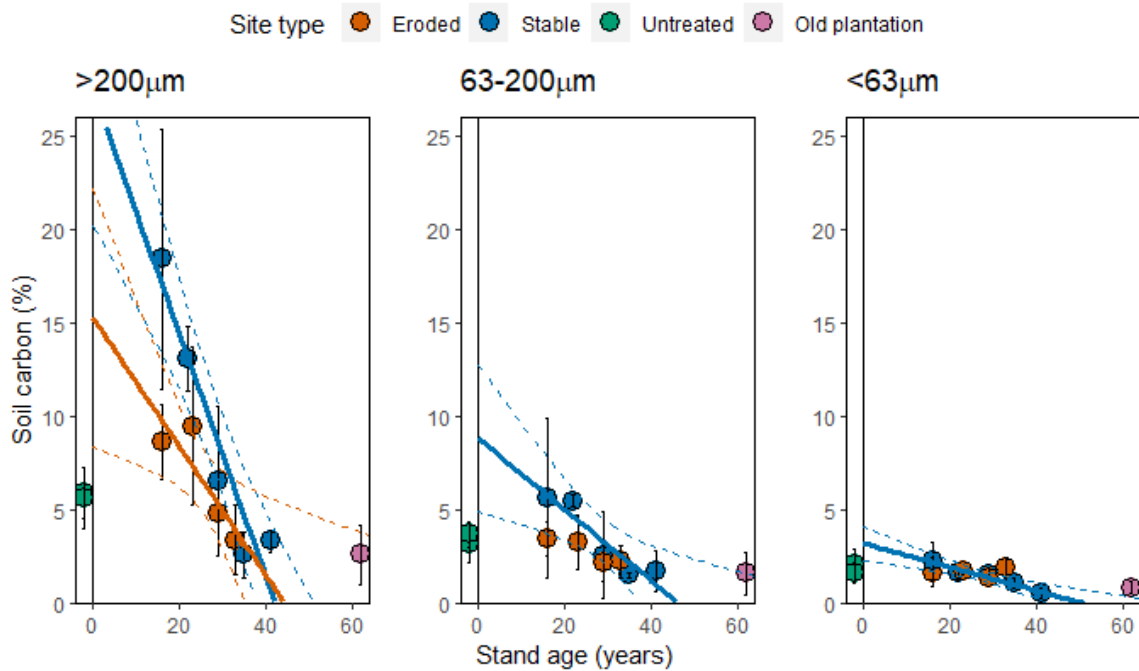 Site type Eroded Stable Untreated Old plantation
>200μm 63-200μm <63μm
Soil carbon (%)
25 25 25
20 20 20
15 15 15
10 10 10
5 5 5
0 0 0
0 20 40 60 0 20 40 60 0 20 40 60
Stand age (years)